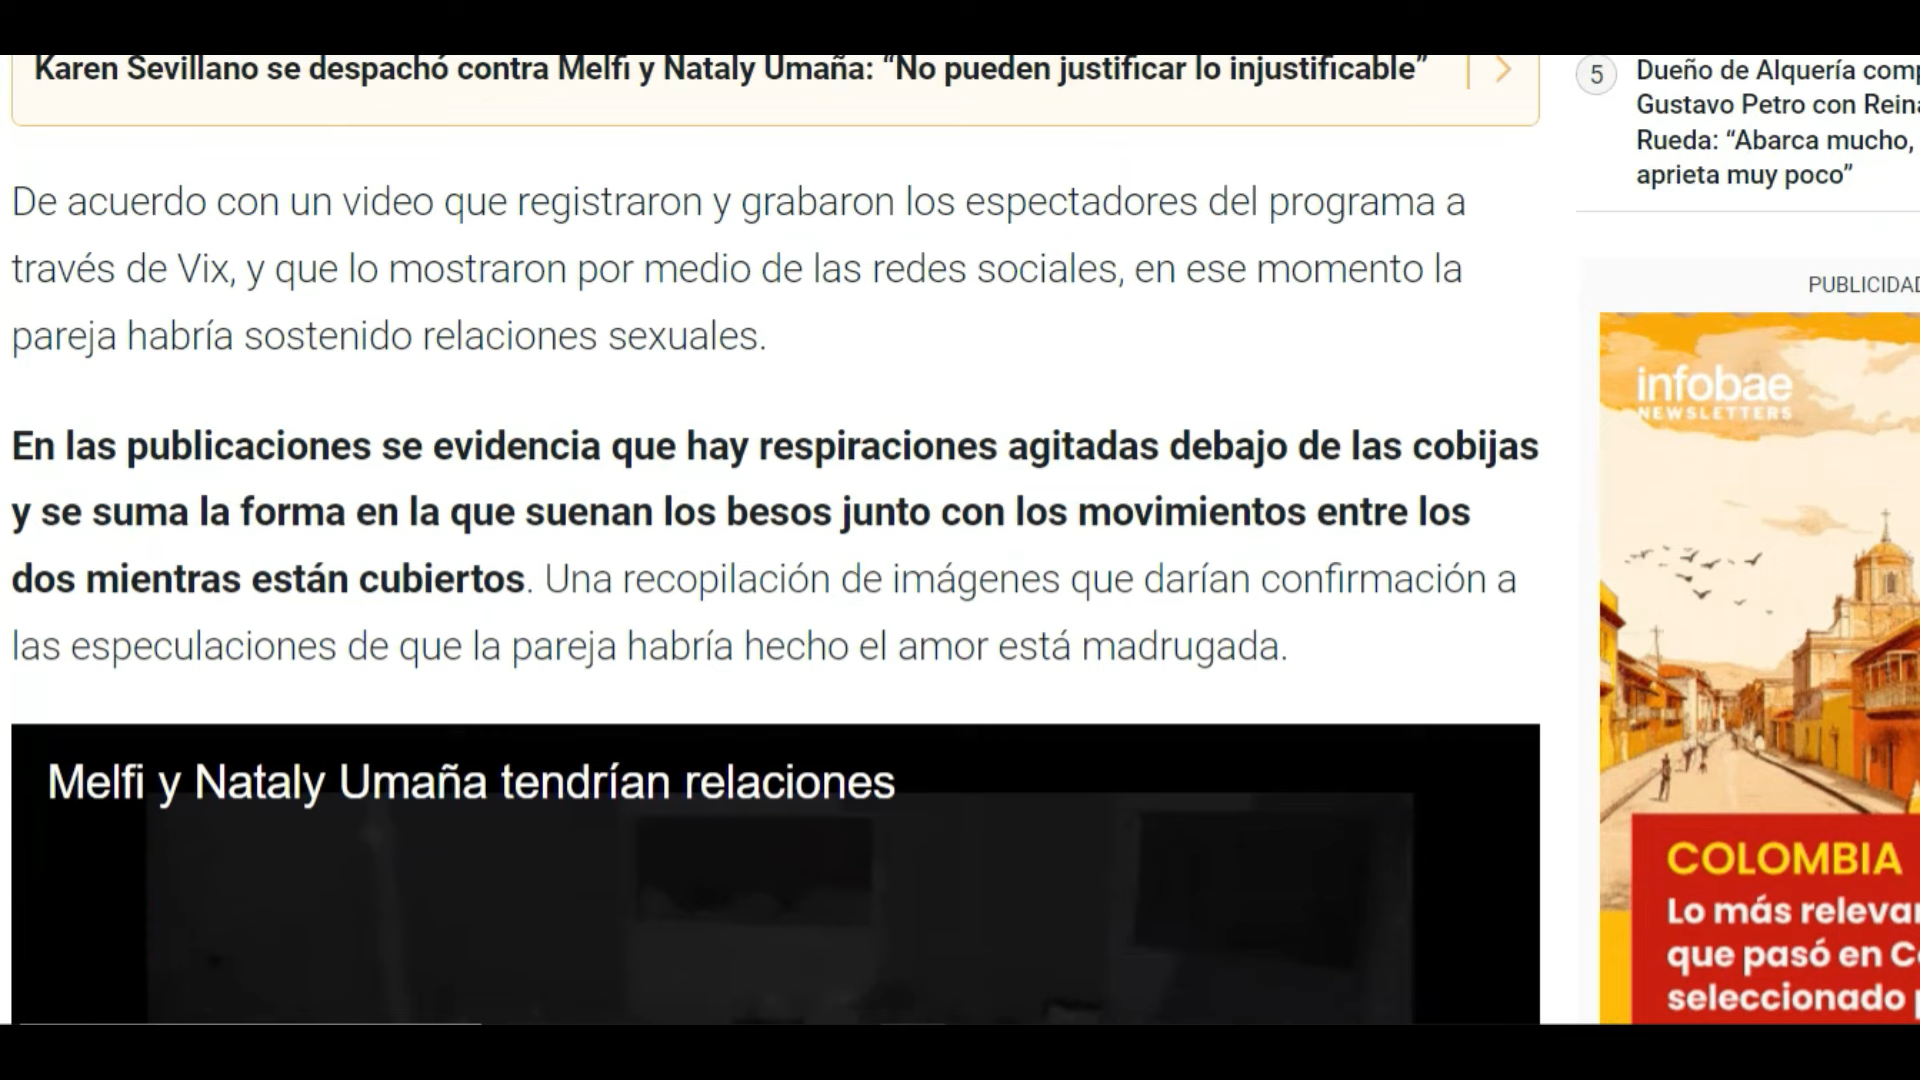 Karen Sevillano se despachó contra Melfi y Nataly Umaña: “No pueden justificar lo injustificable”
De acuerdo con un video que registraron y grabaron los espectadores del programa a
través de Vix, y que lo mostraron por medio de las redes sociales, en ese momento la
pareja habría sostenido relaciones sexuales.
En las publicaciones se evidencia que hay respiraciones agitadas debajo de las cobijas
y se suma la forma en la que suenan los besos junto con los movimientos entre los
dos mientras están cubiertos. Una recopilación de imágenes que darían confirmación a
las especulaciones de que la pareja habría hecho el amor está madrugada.
Melfi y Nataly Umaña tendrían relaciones
5
Dueño de Alquería
Gustavo Petro con
Rueda: “Abarca mucho,
aprieta muy poco”
PUBLICIDAD
infobae
NEWSLETTERS
COLOMBIA
Lo más
que pasó en
seleccionado